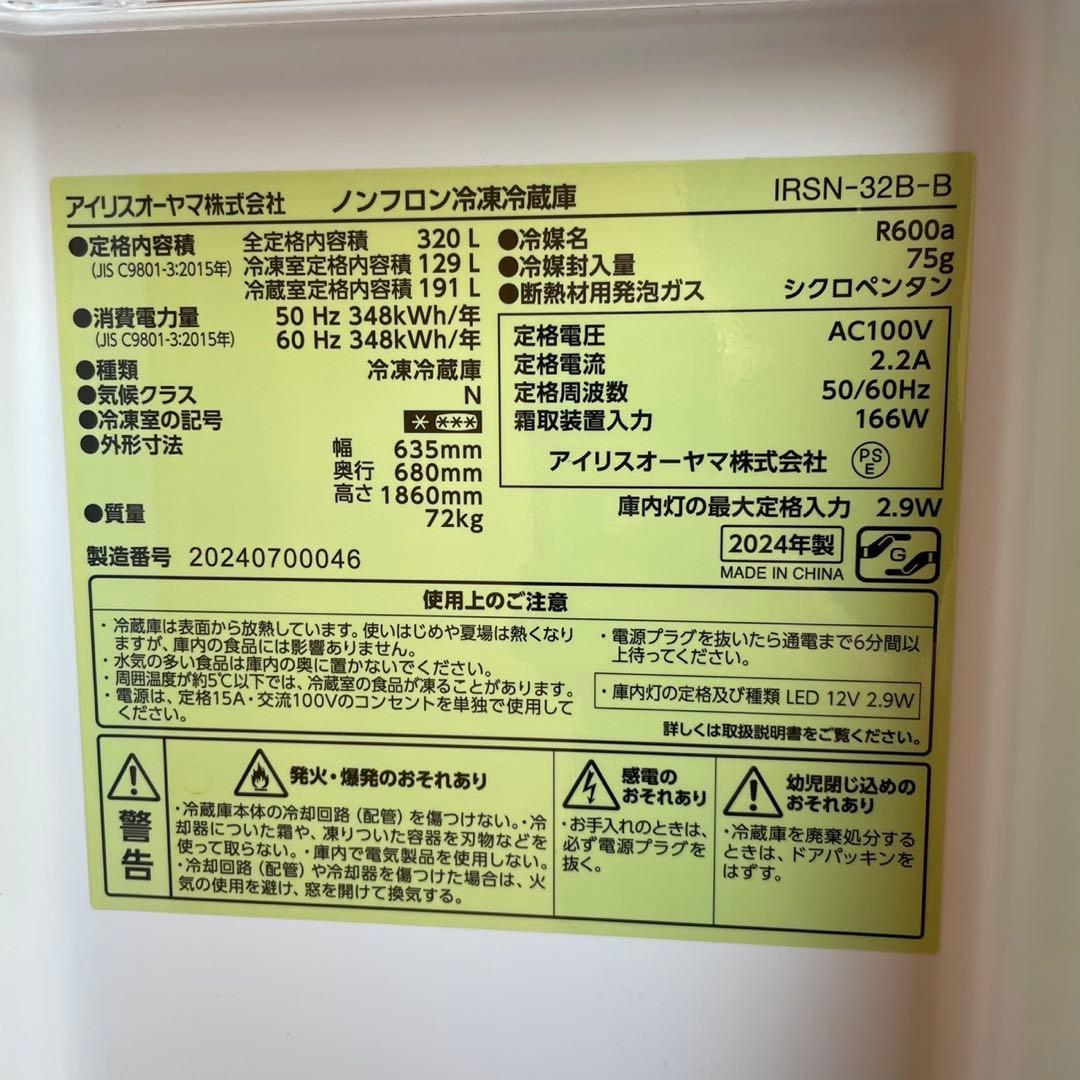 アイリスオーヤマ株式会社 ノンフロン冷凍冷蔵庫 IRSN-32B-B
●定格内容積 全定格内容積 320 L
(JIS C9801-3:2015年) 冷凍室定格内容積 129 L
冷蔵室定格内容積 191 L
●消費電力量 50 Hz 348kWh/年
(JIS C9801-3:2015年) 60 Hz 348kWh/年
●種類 冷凍冷蔵庫
●気候クラス N
●冷凍室の記号 * ***
●外形寸法 幅 635mm
奥行 680mm
高さ 1860mm
●質量 72kg
製造番号 20240700046
●冷媒名 R600a
●冷媒封入量 75g
●断熱材用発泡ガス シクロペンタン
定格電圧 AC100V
定格電流 2.2A
定格周波数 50/60Hz
霜取装置入力 166W
アイリスオーヤマ株式会社 PSE
庫内灯の最大定格入力 2.9W
2024年製
MADE IN CHINA
G
使用上のご注意
・冷蔵庫は表面から放熱しています。使いはじめや夏場は熱くなり
ますが、庫内の食品には影響ありません。
・水気の多い食品は庫内の奥に置かないでください。
・周囲温度が約5℃以下では、冷蔵室の食品が凍ることがあります。
・電源は、定格15A・交流100Vのコンセントを単独で使用して
ください。
・電源プラグを抜いたら通電まで6分間以
上待ってください。
・庫内灯の定格及び種類 LED 12V 2.9W
詳しくは取扱説明書をご覧ください。
警告
発火・爆発のおそれあり
・冷蔵庫本体の冷却回路（配管）を傷つけない。・冷
却器についた霜や、凍りついた容器を刃物などを
使って取らない。・庫内で電気製品を使用しない。
・冷却回路（配管）や冷却器を傷つけた場合は、火
気の使用を避け、窓を開けて換気する。
感電の
おそれあり
・お手入れのときは、
必ず電源プラグを
抜く。
幼児閉じ込めの
おそれあり
・冷蔵庫を廃棄処分する
ときは、ドアパッキンを
はずす。